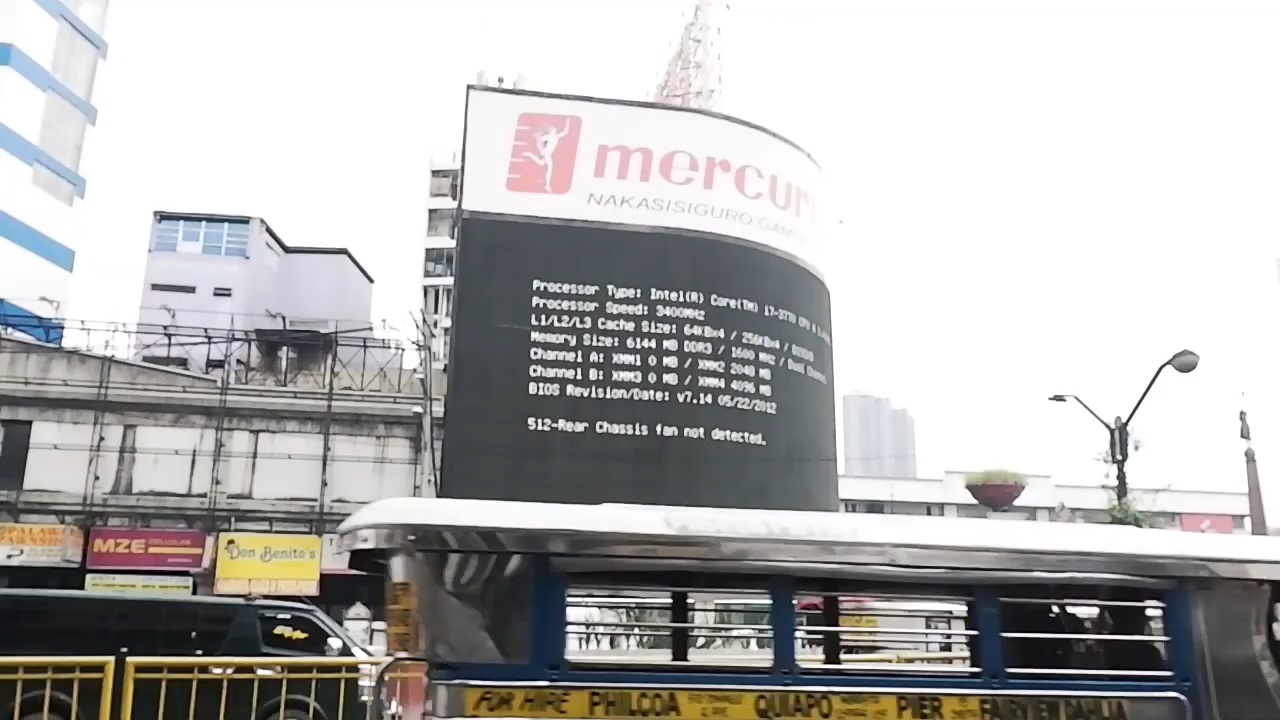 mercur
NAKASISIGURO GAM
Processor Type: Intel(R) Core(TM) i7-3770 CPU @
Processor Speed: 3400MHz
L1/L2/L3 Cache Size: 64KBx4 / 256KBx4 /
Memory Size: 6144 MB DDR3 / 1600 MHz / Dual Channel
Channel A: XMM1 0 MB / XMM2 2048 MB
Channel B: XMM3 0 MB / XMM4 4096 MB
BIOS Revision/Date: v7.14 05/22/2012
512-Rear Chassis fan not detected.
MZE
Don Benito's
FOR HIRE PHILCOA QUIAPO PIER FAIRVIEW DAHLIA